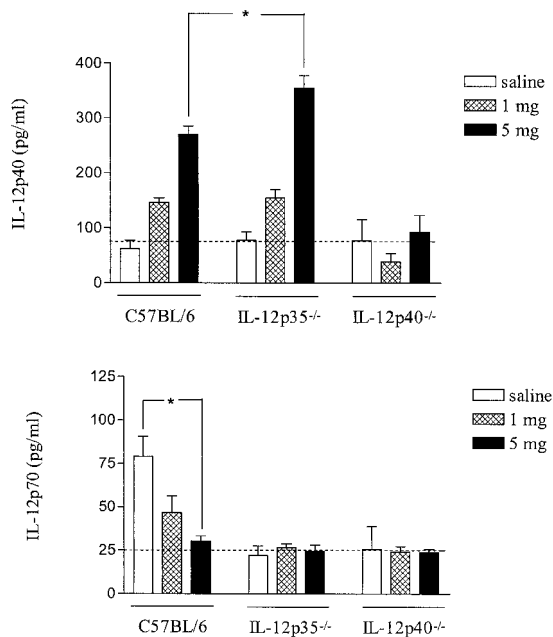 *
400
300
200
100
0
IL-12p40 (pg/ml)
saline
1 mg
5 mg
C57BL/6
IL-12p35-/-
IL-12p40-/-
125
100
75
50
25
0
IL-12p70 (pg/ml)
*
saline
1 mg
5 mg
C57BL/6
IL-12p35-/-
IL-12p40-/-